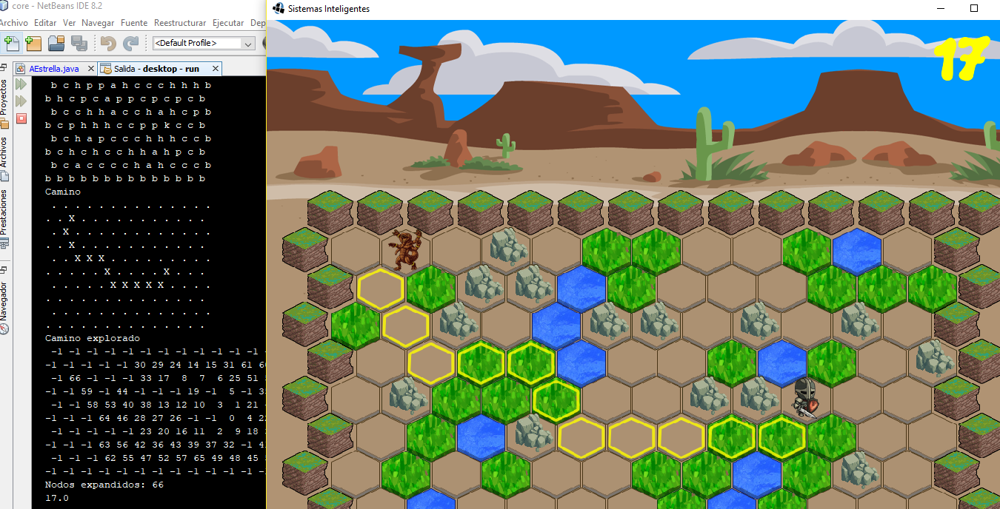 core - NetBeans IDE 8.2
Sistemas Inteligentes
Archivo Editar Ver Navegar Fuente Reestructurar Ejecutar Dep
<Default Profile>
17
AEstrella.java
Salida - desktop - run
Proyectos
Archivos
Prestaciones
Navegador
b c h p p a h c c c h h h b
b h c p c a p p c p c p c b
b c c h h a c c h a h c p b
b c p h h h c c p p k c c b
b c h a p c c c h h h c c b
b c h c h c c h h a h p c b
b c a c c c c h a h c c c b
b b b b b b b b b b b b b b
Camino
. . . . . . . . . . . . . .
. . x . . . . . . . . . . .
. x . . . . . . . . . . . .
. . x . . . . . . . . . . .
. . x x x . . . . . . . . .
. . . . . x . . . . x . . .
. . . . . x x x x x . . . .
. . . . . . . . . . . . . .
. . . . . . . . . . . . . .
. . . . . . . . . . . . . .
Camino explorado
-1 -1 -1 -1 -1 -1 -1 -1 -1 -1 -1 -1
-1 -1 -1 -1 30 29 24 14 15 31 61
-1 66 -1 -1 33 17 8 7 6 25 51
-1 -1 59 -1 44 -1 -1 -1 19 -1 5 -1
-1 -1 58 53 40 38 13 12 10 3 1 21
-1 -1 -1 64 46 28 27 26 -1 -1 0 4
-1 -1 -1 -1 23 20 16 11 2 9 18
-1 -1 -1 63 56 42 36 43 39 37 32 -1
-1 -1 -1 62 55 47 52 57 65 49 48 45
-1 -1 -1 -1 -1 -1 -1 -1 -1 -1 -1 -1
Nodos expandidos: 66
17.0